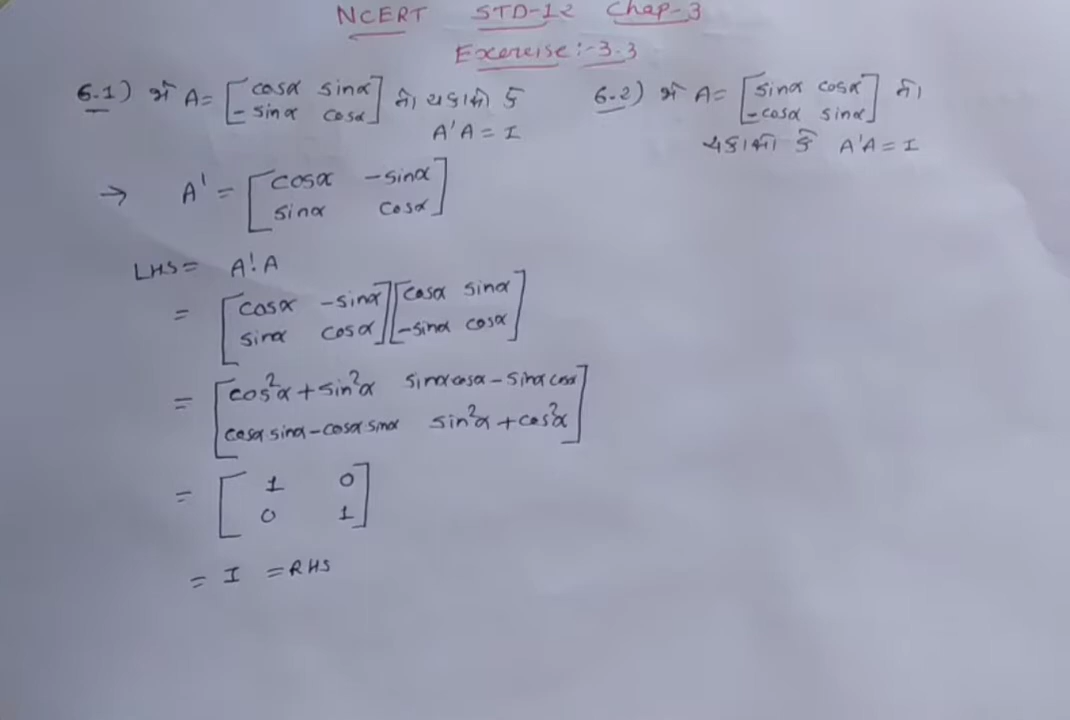 NCERT STD-12 Chap-3
Exercise:-3.3
6.1) જો A= [cosα sinα] તો, ચકાસો કે
[-sinα cosα]
A'A = I
6.2) જો A= [sinα cosα] તો,
[-cosα sinα]
ચકાસો કે A'A = I
→ A' = [cosα -sinα]
[sinα cosα]
LHS= A'.A
= [cosα -sinα][cosα sinα]
[sinα cosα][-sinα cosα]
= [cos²α+sin²α sinαcosα-sinαcosα]
[cosαsinα-cosαsinα sin²α+cos²α]
= [1 0]
[0 1]
= I =RHS